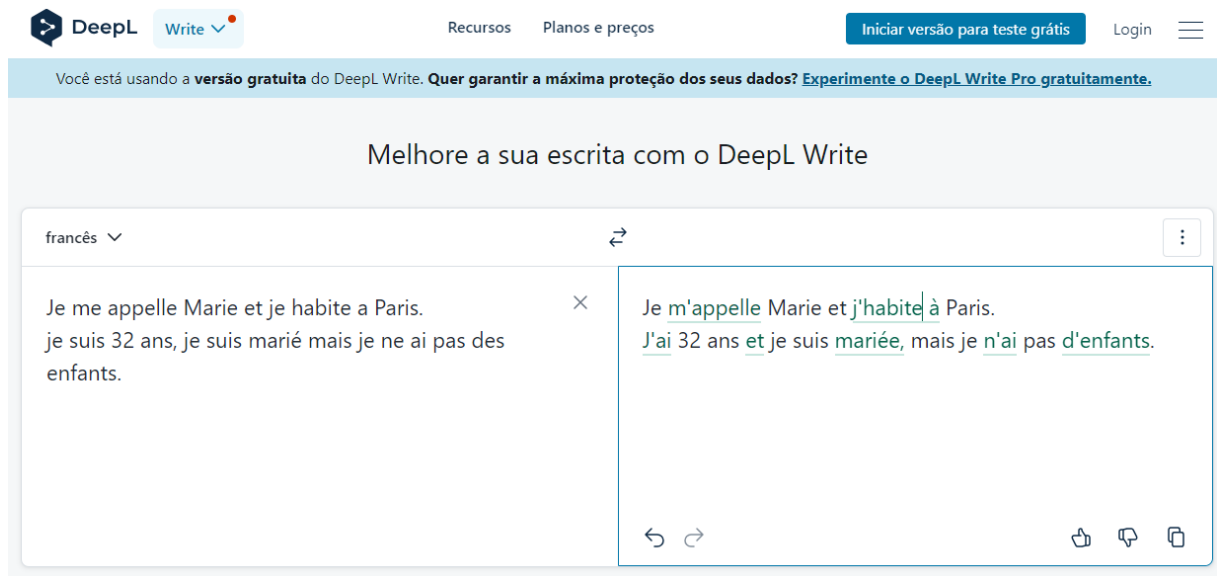 DeepL Write Recursos Planos e preços Iniciar versão para teste grátis Login
Você está usando a versão gratuita do DeepL Write. Quer garantir a máxima proteção dos seus dados? Experimente o DeepL Write Pro gratuitamente.
Melhore a sua escrita com o DeepL Write
francês
Je me appelle Marie et je habite a Paris.
je suis 32 ans, je suis marié mais je ne ai pas des
enfants.
Je m'appelle Marie et j'habite à Paris.
J'ai 32 ans et je suis mariée, mais je n'ai pas d'enfants.